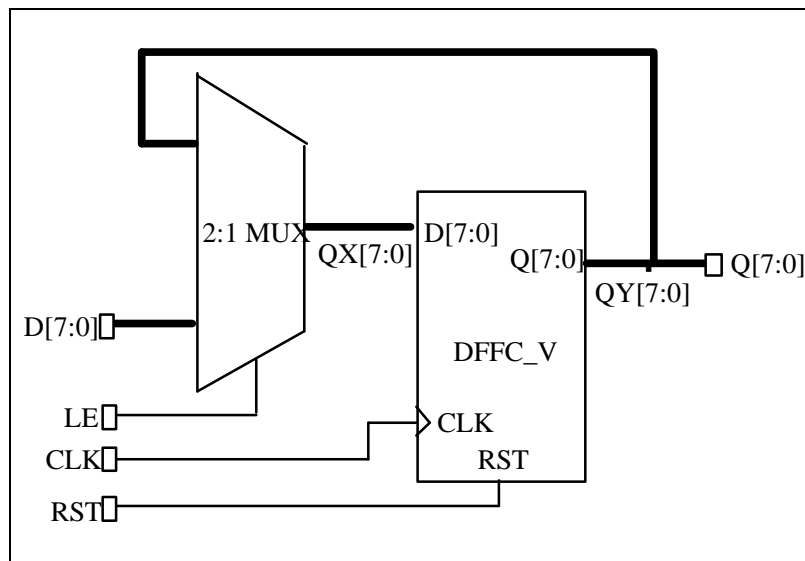 2:1 MUX
QX[7:0]
D[7:0]
Q[7:0]
QY[7:0]
Q[7:0]
D[7:0]
DFFC_V
LE
CLK
CLK
RST
RST